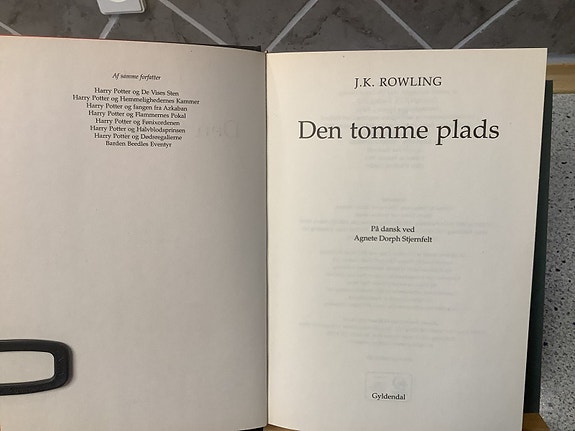 Af samme forfatter
Harry Potter og De Vises Sten
Harry Potter og Hemmelighedernes Kammer
Harry Potter og fangen fra Azkaban
Harry Potter og Flammernes Pokal
Harry Potter og Fønixordenen
Harry Potter og Halvblodsprinsen
Harry Potter og Dødsregalierne
Barden Beedles Eventyr
J.K. ROWLING
Den tomme plads
På dansk ved
Agnete Dorph Stjernfelt
Gyldendal